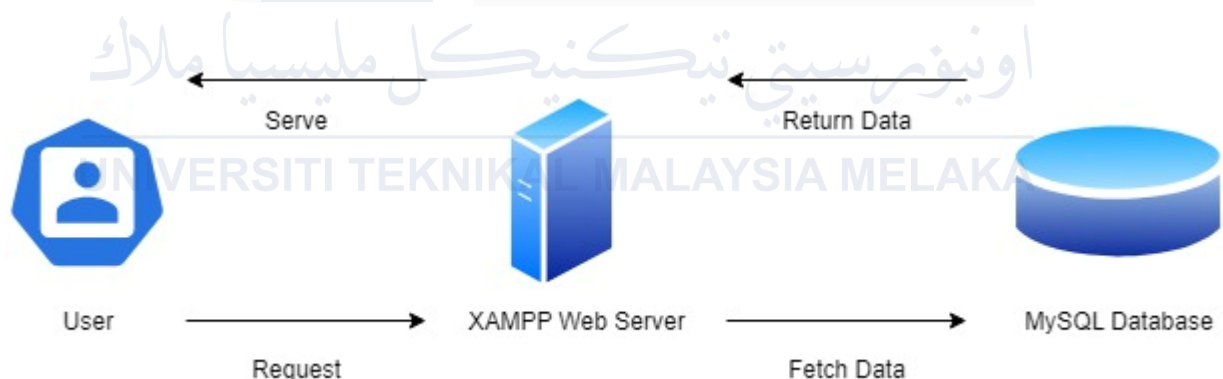 اونيۏرسيتي تيكنيكل مليسيا ملاك
Serve
Return Data
UNIVERSITI TEKNIKAL MALAYSIA MELAKA
User
XAMPP Web Server
MySQL Database
Request
Fetch Data